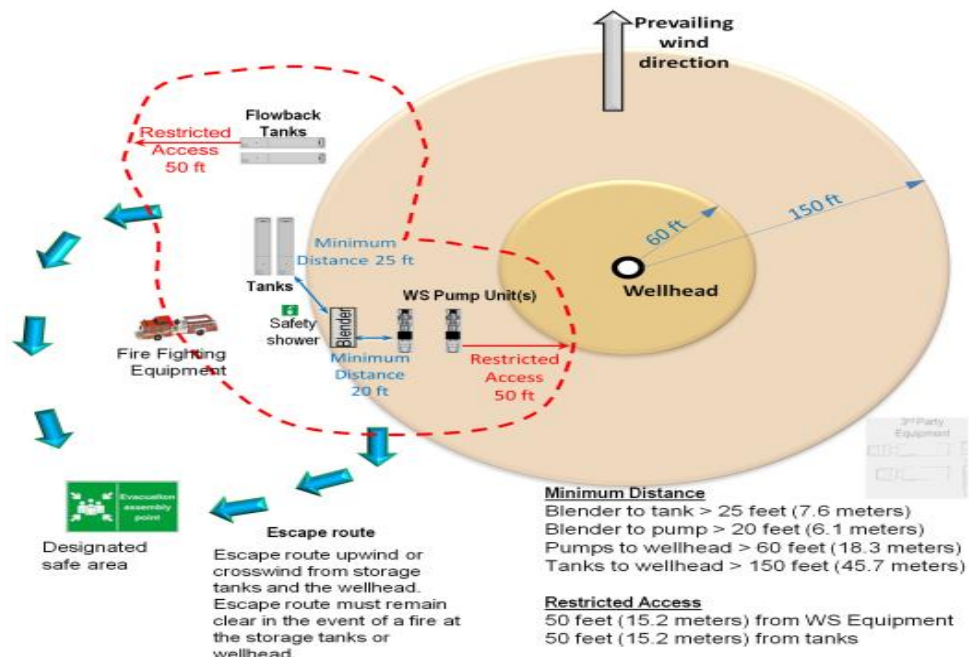 Prevailing
wind
direction
Flowback
Tanks
Restricted
Access
50 ft
60 ft
150 ft
Minimum
Distance 25 ft
Tanks
WS Pump Unit(s)
Wellhead
Safety
shower
Blender
Fire Fighting
Equipment
Minimum
Distance
20 ft
Restricted
Access
50 ft
3rd Party
Equipment
Evacuation
assembly
point
Designated
safe area
Escape route
Escape route upwind or
crosswind from storage
tanks and the wellhead.
Escape route must remain
clear in the event of a fire at
the storage tanks or
wellhead
Minimum Distance
Blender to tank > 25 feet (7.6 meters)
Blender to pump > 20 feet (6.1 meters)
Pumps to wellhead > 60 feet (18.3 meters)
Tanks to wellhead > 150 feet (45.7 meters)
Restricted Access
50 feet (15.2 meters) from WS Equipment
50 feet (15.2 meters) from tanks